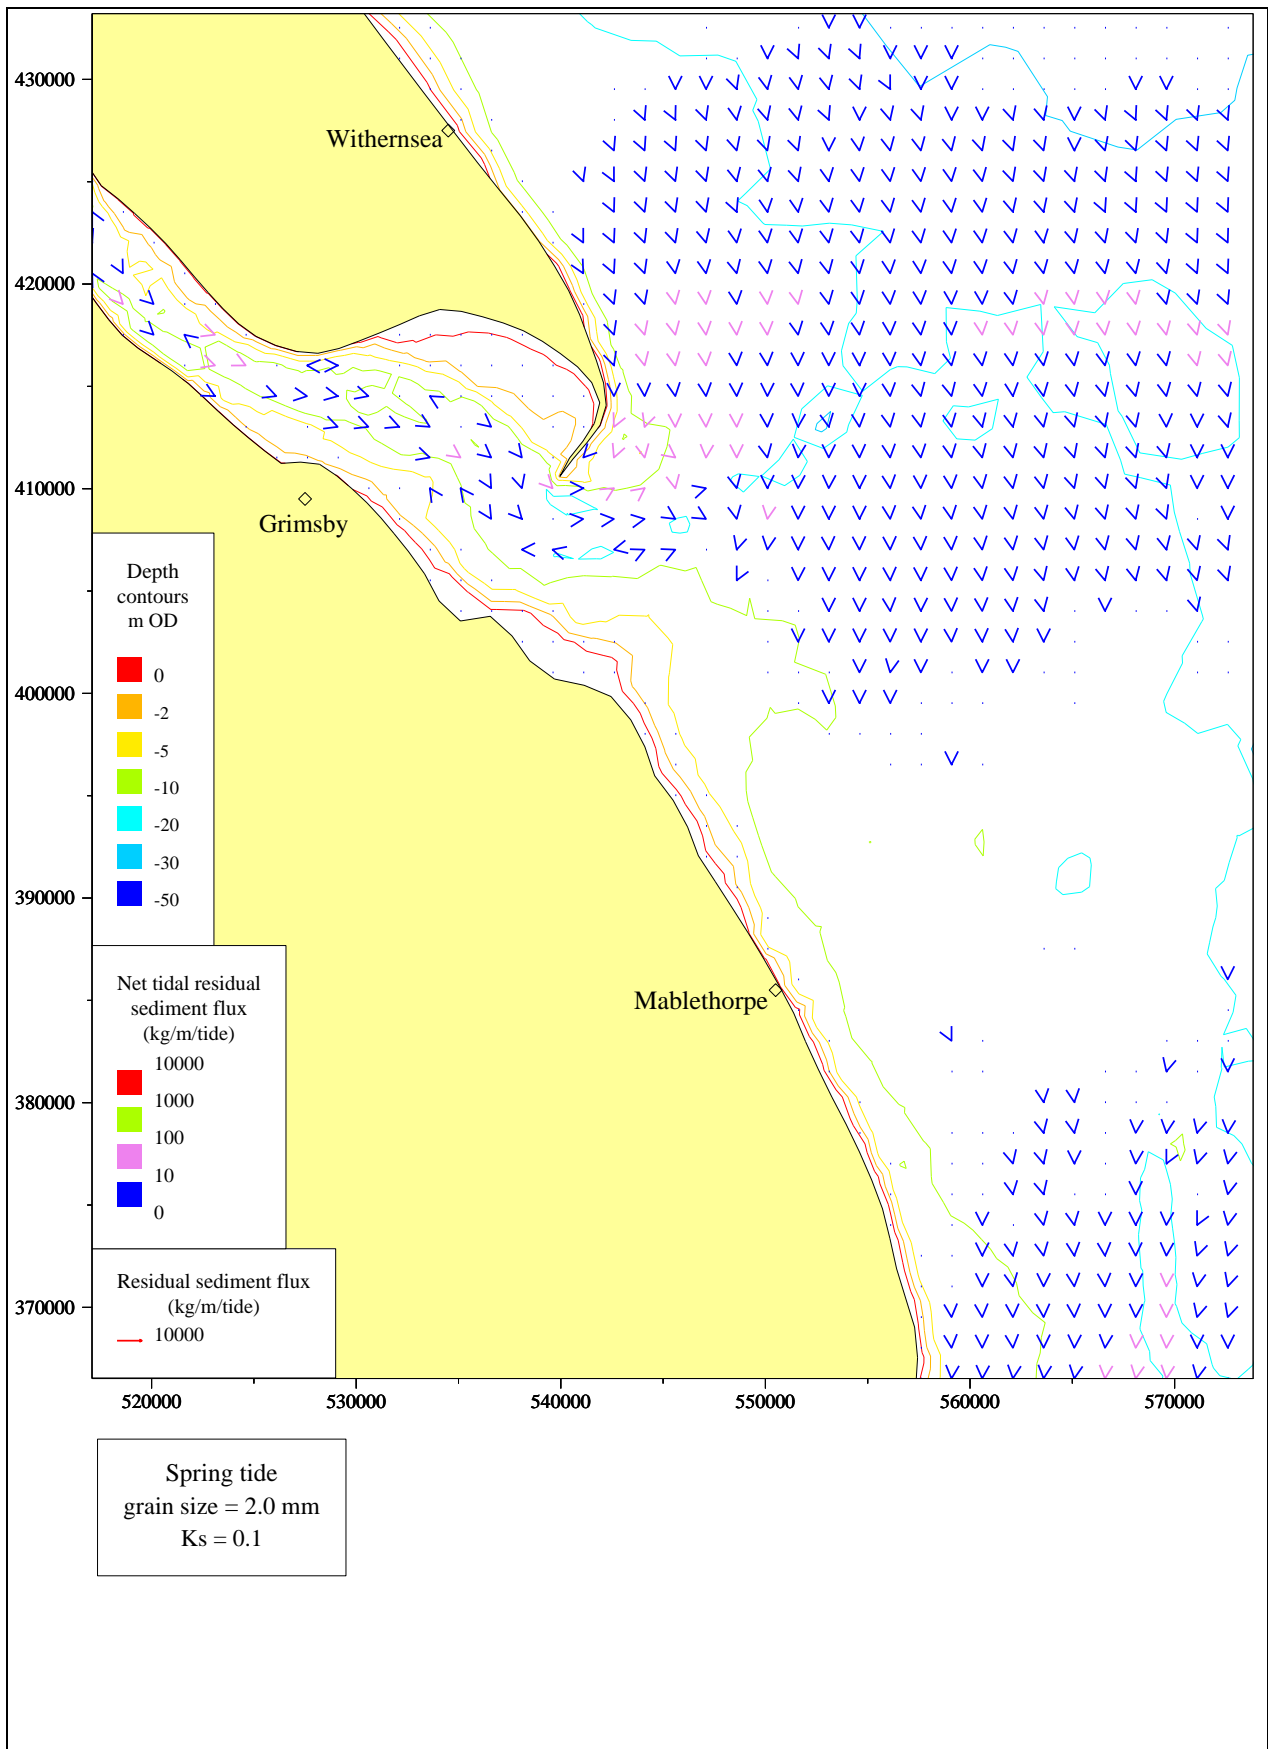 430000
420000
410000
400000
390000
380000
370000
Withernsea
Grimsby
Mablethorpe
Depth
contours
m OD
0
-2
-5
-10
-20
-30
-50
Net tidal residual
sediment flux
(kg/m/tide)
10000
1000
100
10
0
Residual sediment flux
(kg/m/tide)
10000
520000 530000 540000 550000 560000 570000
Spring tide
grain size = 2.0 mm
Ks = 0.1